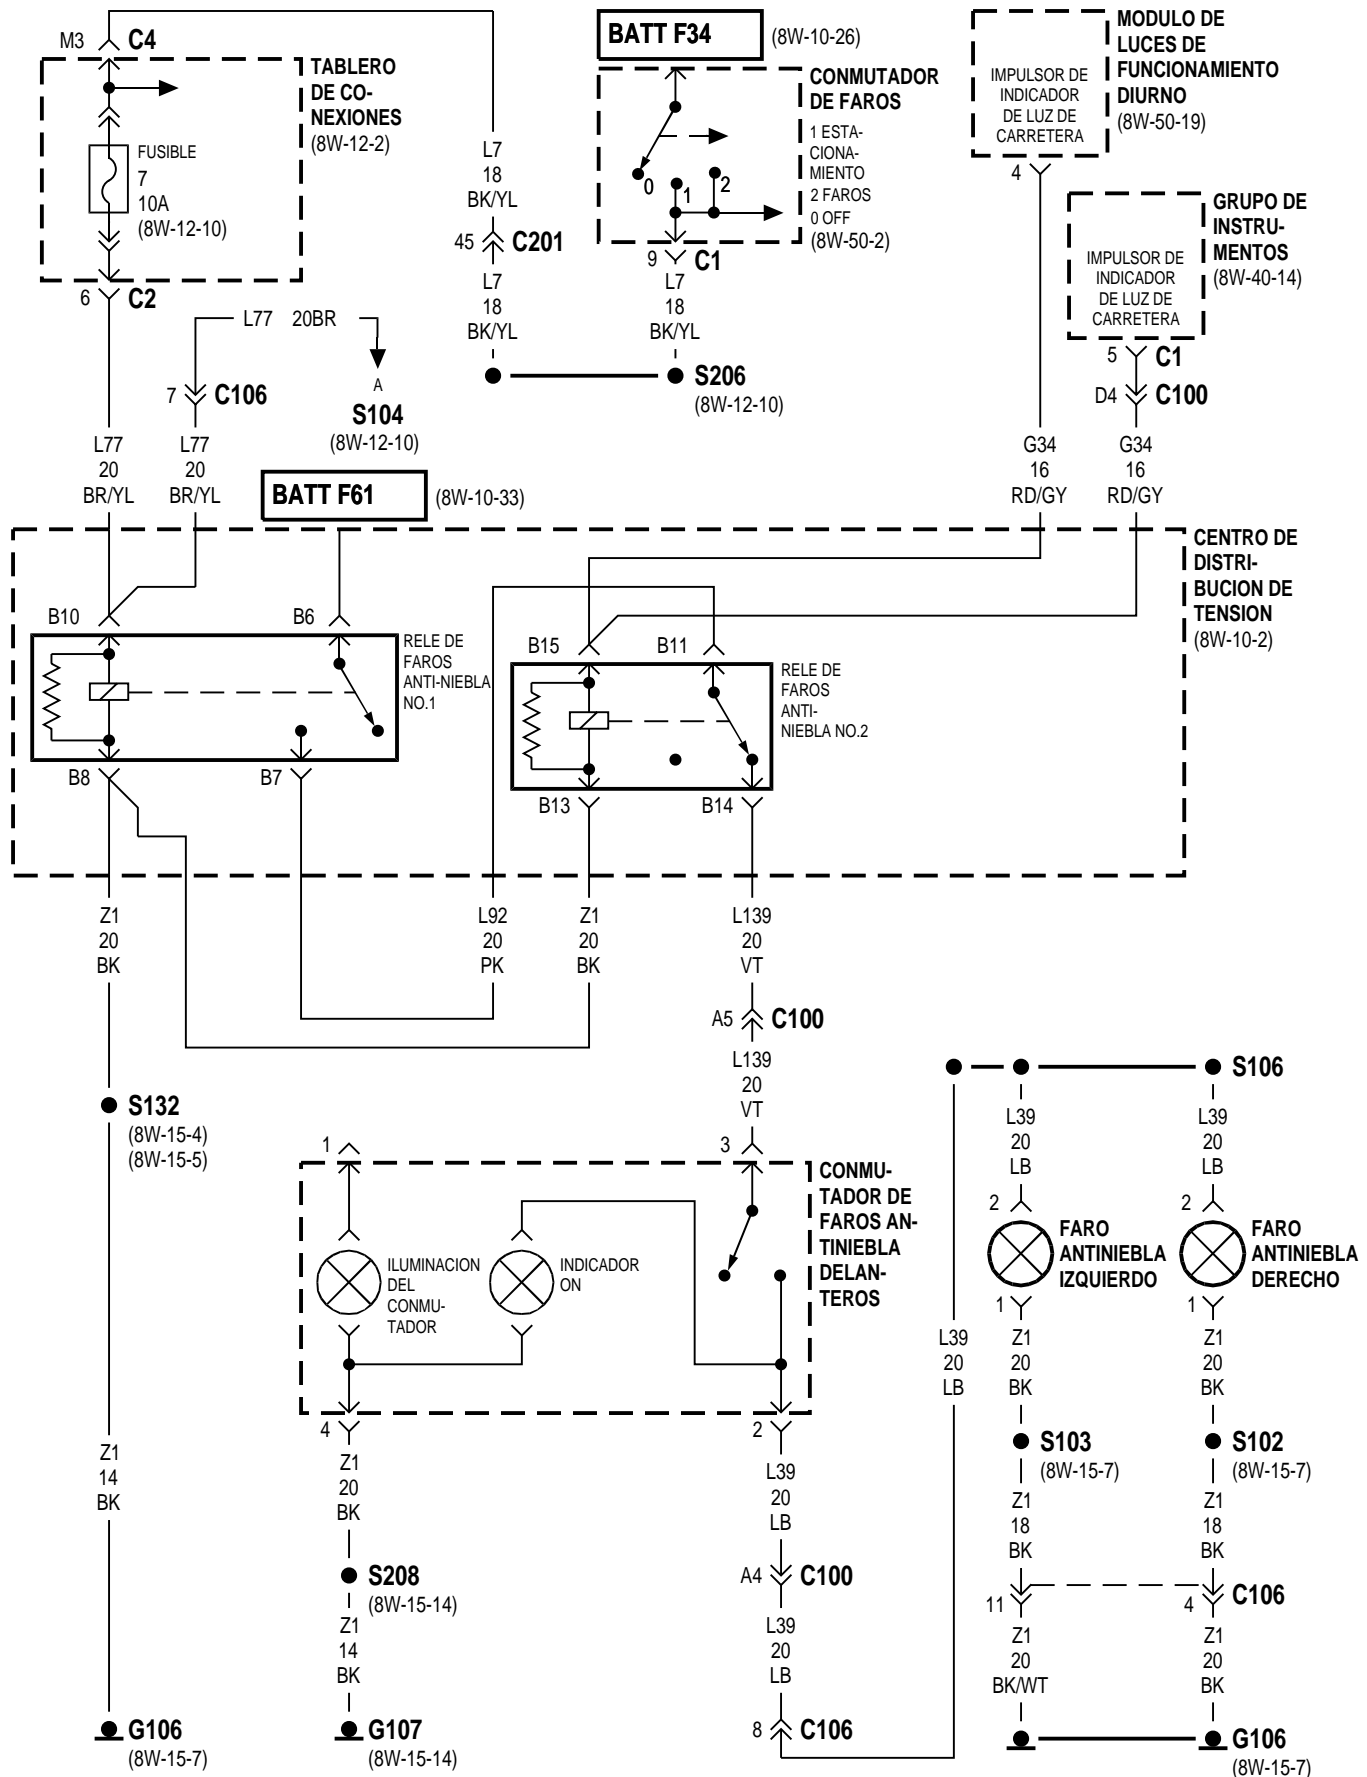 M3
C4
TABLERO
DE CO-
NEXIONES
(8W-12-2)
FUSIBLE
7
10A
(8W-12-10)
6
C2
L7
18
BK/YL
45
C201
L7
18
BK/YL
BATT F34
(8W-10-26)
CONMUTADOR
DE FAROS
1 ESTA-
CIONA-
MIENTO
2 FAROS
0 OFF
(8W-50-2)
0
1
2
9
C1
L7
18
BK/YL
S206
(8W-12-10)
MODULO DE
LUCES DE
FUNCIONAMIENTO
DIURNO
(8W-50-19)
IMPULSOR DE
INDICADOR
DE LUZ DE
CARRETERA
4
GRUPO DE
INSTRU-
MENTOS
(8W-40-14)
IMPULSOR DE
INDICADOR
DE LUZ DE
CARRETERA
5
C1
D4
C100
L77 20BR
7
C106
A
S104
(8W-12-10)
L77
20
BR/YL
L77
20
BR/YL
G34
16
RD/GY
G34
16
RD/GY
BATT F61
(8W-10-33)
CENTRO DE
DISTRI-
BUCION DE
TENSION
(8W-10-2)
B10
B6
RELE DE
FAROS
ANTI-NIEBLA
NO.1
B8
B7
B15
B11
RELE DE
FAROS
ANTI-
NIEBLA NO.2
B13
B14
Z1
20
BK
L92
20
PK
Z1
20
BK
L139
20
VT
A5
C100
L139
20
VT
S132
(8W-15-4)
(8W-15-5)
S106
L39
20
LB
L39
20
LB
1
3
CONMU-
TADOR DE
FAROS AN-
TINIEBLA
DELAN-
TEROS
ILUMINACION
DEL
CONMU-
TADOR
INDICADOR
ON
2
FARO
ANTINIEBLA
IZQUIERDO
1
2
FARO
ANTINIEBLA
DERECHO
1
L39
20
LB
Z1
20
BK
Z1
20
BK
4
2
S103
(8W-15-7)
S102
(8W-15-7)
Z1
14
BK
Z1
20
BK
L39
20
LB
Z1
18
BK
Z1
18
BK
S208
(8W-15-14)
A4
C100
11
4
C106
Z1
14
BK
L39
20
LB
Z1
20
BK/WT
Z1
20
BK
G106
(8W-15-7)
G107
(8W-15-14)
8
C106
G106
(8W-15-7)